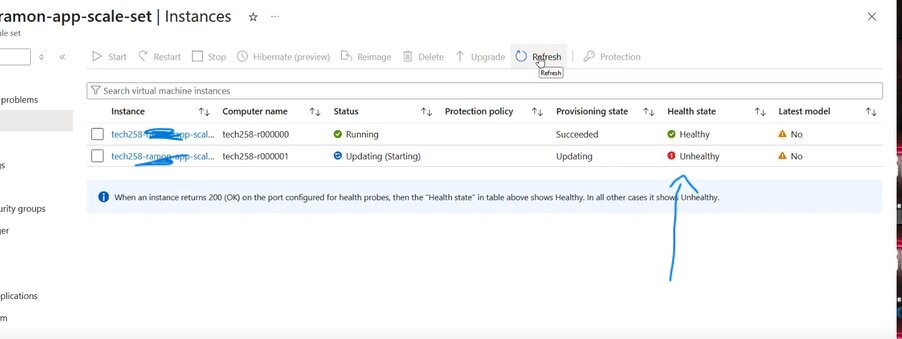 ramon-app-scale-set | Instances ☆ ...
ale set
«
Start Restart Stop Hibernate (preview) Reimage Delete Upgrade Refresh Protection
Refresh
Search virtual machine instances
problems
Instance Computer name Status Protection policy Provisioning state Health state Latest model
tech258-ramon-app-scal... tech258-r000000 Running Succeeded Healthy No
tech258-ramon-app-scal... tech258-r000001 Updating (Starting) Updating Unhealthy No
gs
When an instance returns 200 (OK) on the port configured for health probes, then the "Health state" in table above shows Healthy. In all other cases it shows Unhealthy.
urity groups
ger
plications
m